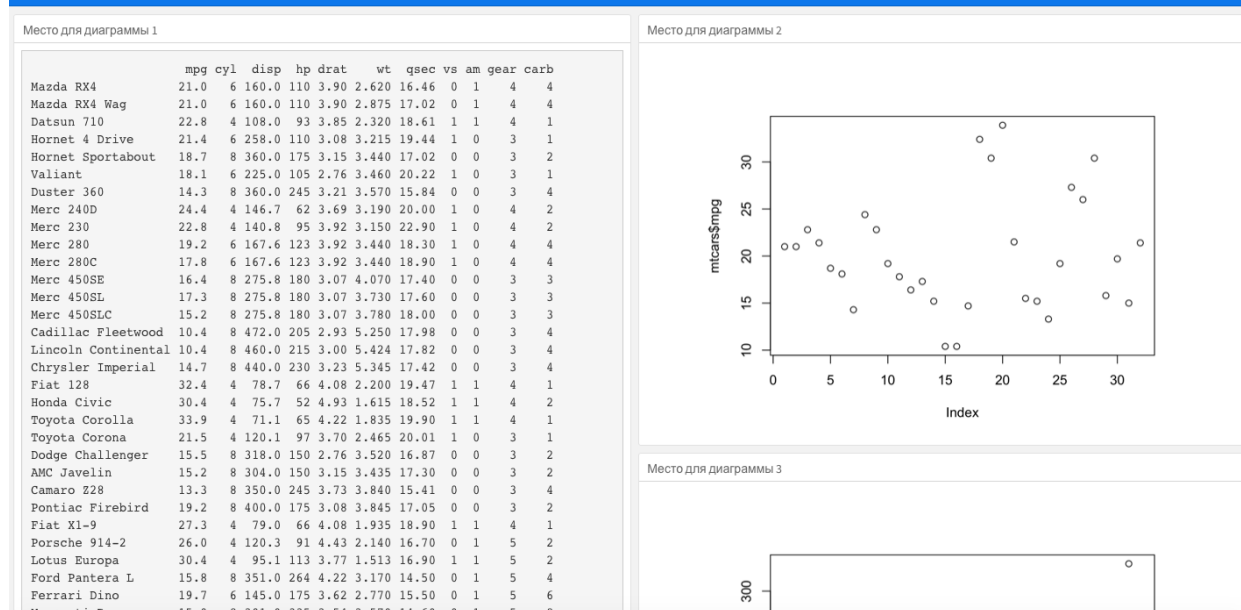 Место для диаграммы 1
mpg cyl disp hp drat wt qsec vs am gear carb
Mazda RX4 21.0 6 160.0 110 3.90 2.620 16.46 0 1 4 4
Mazda RX4 Wag 21.0 6 160.0 110 3.90 2.875 17.02 0 1 4 4
Datsun 710 22.8 4 108.0 93 3.85 2.320 18.61 1 1 4 1
Hornet 4 Drive 21.4 6 258.0 110 3.08 3.215 19.44 1 0 3 1
Hornet Sportabout 18.7 8 360.0 175 3.15 3.440 17.02 0 0 3 2
Valiant 18.1 6 225.0 105 2.76 3.460 20.22 1 0 3 1
Duster 360 14.3 8 360.0 245 3.21 3.570 15.84 0 0 3 4
Merc 240D 24.4 4 146.7 62 3.69 3.190 20.00 1 0 4 2
Merc 230 22.8 4 140.8 95 3.92 3.150 22.90 1 0 4 2
Merc 280 19.2 6 167.6 123 3.92 3.440 18.30 1 0 4 4
Merc 280C 17.8 6 167.6 123 3.92 3.440 18.90 1 0 4 4
Merc 450SE 16.4 8 275.8 180 3.07 4.070 17.40 0 0 3 3
Merc 450SL 17.3 8 275.8 180 3.07 3.730 17.60 0 0 3 3
Merc 450SLC 15.2 8 275.8 180 3.07 3.780 18.00 0 0 3 3
Cadillac Fleetwood 10.4 8 472.0 205 2.93 5.250 17.98 0 0 3 4
Lincoln Continental 10.4 8 460.0 215 3.00 5.424 17.82 0 0 3 4
Chrysler Imperial 14.7 8 440.0 230 3.23 5.345 17.42 0 0 3 4
Fiat 128 32.4 4 78.7 66 4.08 2.200 19.47 1 1 4 1
Honda Civic 30.4 4 75.7 52 4.93 1.615 18.52 1 1 4 2
Toyota Corolla 33.9 4 71.1 65 4.22 1.835 19.90 1 1 4 1
Toyota Corona 21.5 4 120.1 97 3.70 2.465 20.01 1 0 3 1
Dodge Challenger 15.5 8 318.0 150 2.76 3.520 16.87 0 0 3 2
AMC Javelin 15.2 8 304.0 150 3.15 3.435 17.30 0 0 3 2
Camaro Z28 13.3 8 350.0 245 3.73 3.840 15.41 0 0 3 4
Pontiac Firebird 19.2 8 400.0 175 3.08 3.845 17.05 0 0 3 2
Fiat X1-9 27.3 4 79.0 66 4.08 1.935 18.90 1 1 4 1
Porsche 914-2 26.0 4 120.3 91 4.43 2.140 16.70 0 1 5 2
Lotus Europa 30.4 4 95.1 113 3.77 1.513 16.90 1 1 5 2
Ford Pantera L 15.8 8 351.0 264 4.22 3.170 14.50 0 1 5 4
Ferrari Dino 19.7 6 145.0 175 3.62 2.770 15.50 0 1 5 6
Место для диаграммы 2
mtcars$mpg
30
25
20
15
10
0 5 10 15 20 25 30
Index
Место для диаграммы 3
300